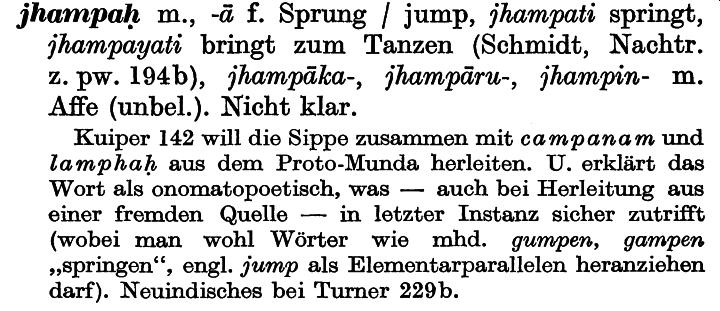 jhampaḥ m., -ā f. Sprung / jump, jhampati springt,
jhampayati bringt zum Tanzen (Schmidt, Nachtr.
z. pw. 194b), jhampāka-, jhampāru-, jhampin- m.
Affe (unbel.). Nicht klar.
Kuiper 142 will die Sippe zusammen mit campanam und
lamphaḥ aus dem Proto-Munda herleiten. U. erklärt das
Wort als onomatopoetisch, was — auch bei Herleitung aus
einer fremden Quelle — in letzter Instanz sicher zutrifft
(wobei man wohl Wörter wie mhd. gumpen, gampen
„springen“, engl. jump als Elementarparallelen heranziehen
darf). Neuindisches bei Turner 229b.